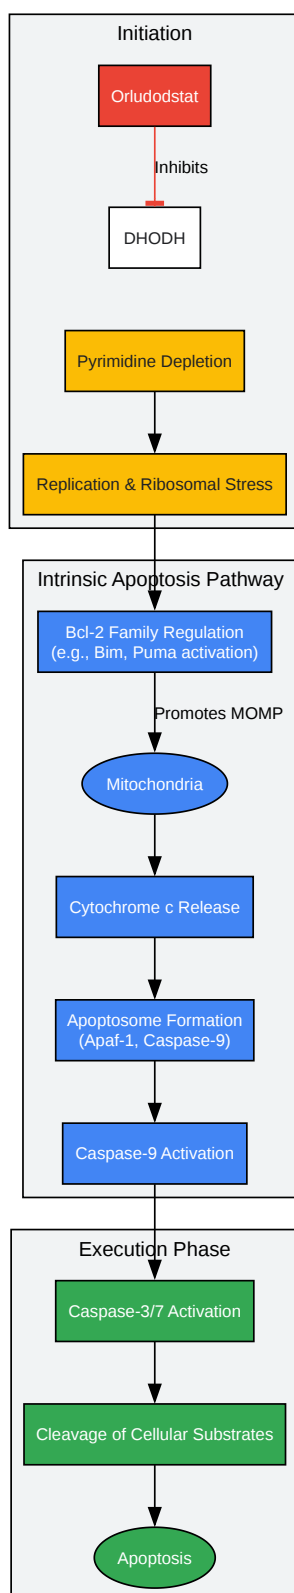 Initiation
Orludodstat
Inhibits
DHODH
Pyrimidine Depletion
Replication & Ribosomal Stress
Intrinsic Apoptosis Pathway
Bcl-2 Family Regulation
(e.g., Bim, Puma activation)
Promotes MOMP
Mitochondria
Cytochrome c Release
Apoptosome Formation
(Apaf-1, Caspase-9)
Caspase-9 Activation
Execution Phase
Caspase-3/7 Activation
Cleavage of Cellular Substrates
Apoptosis